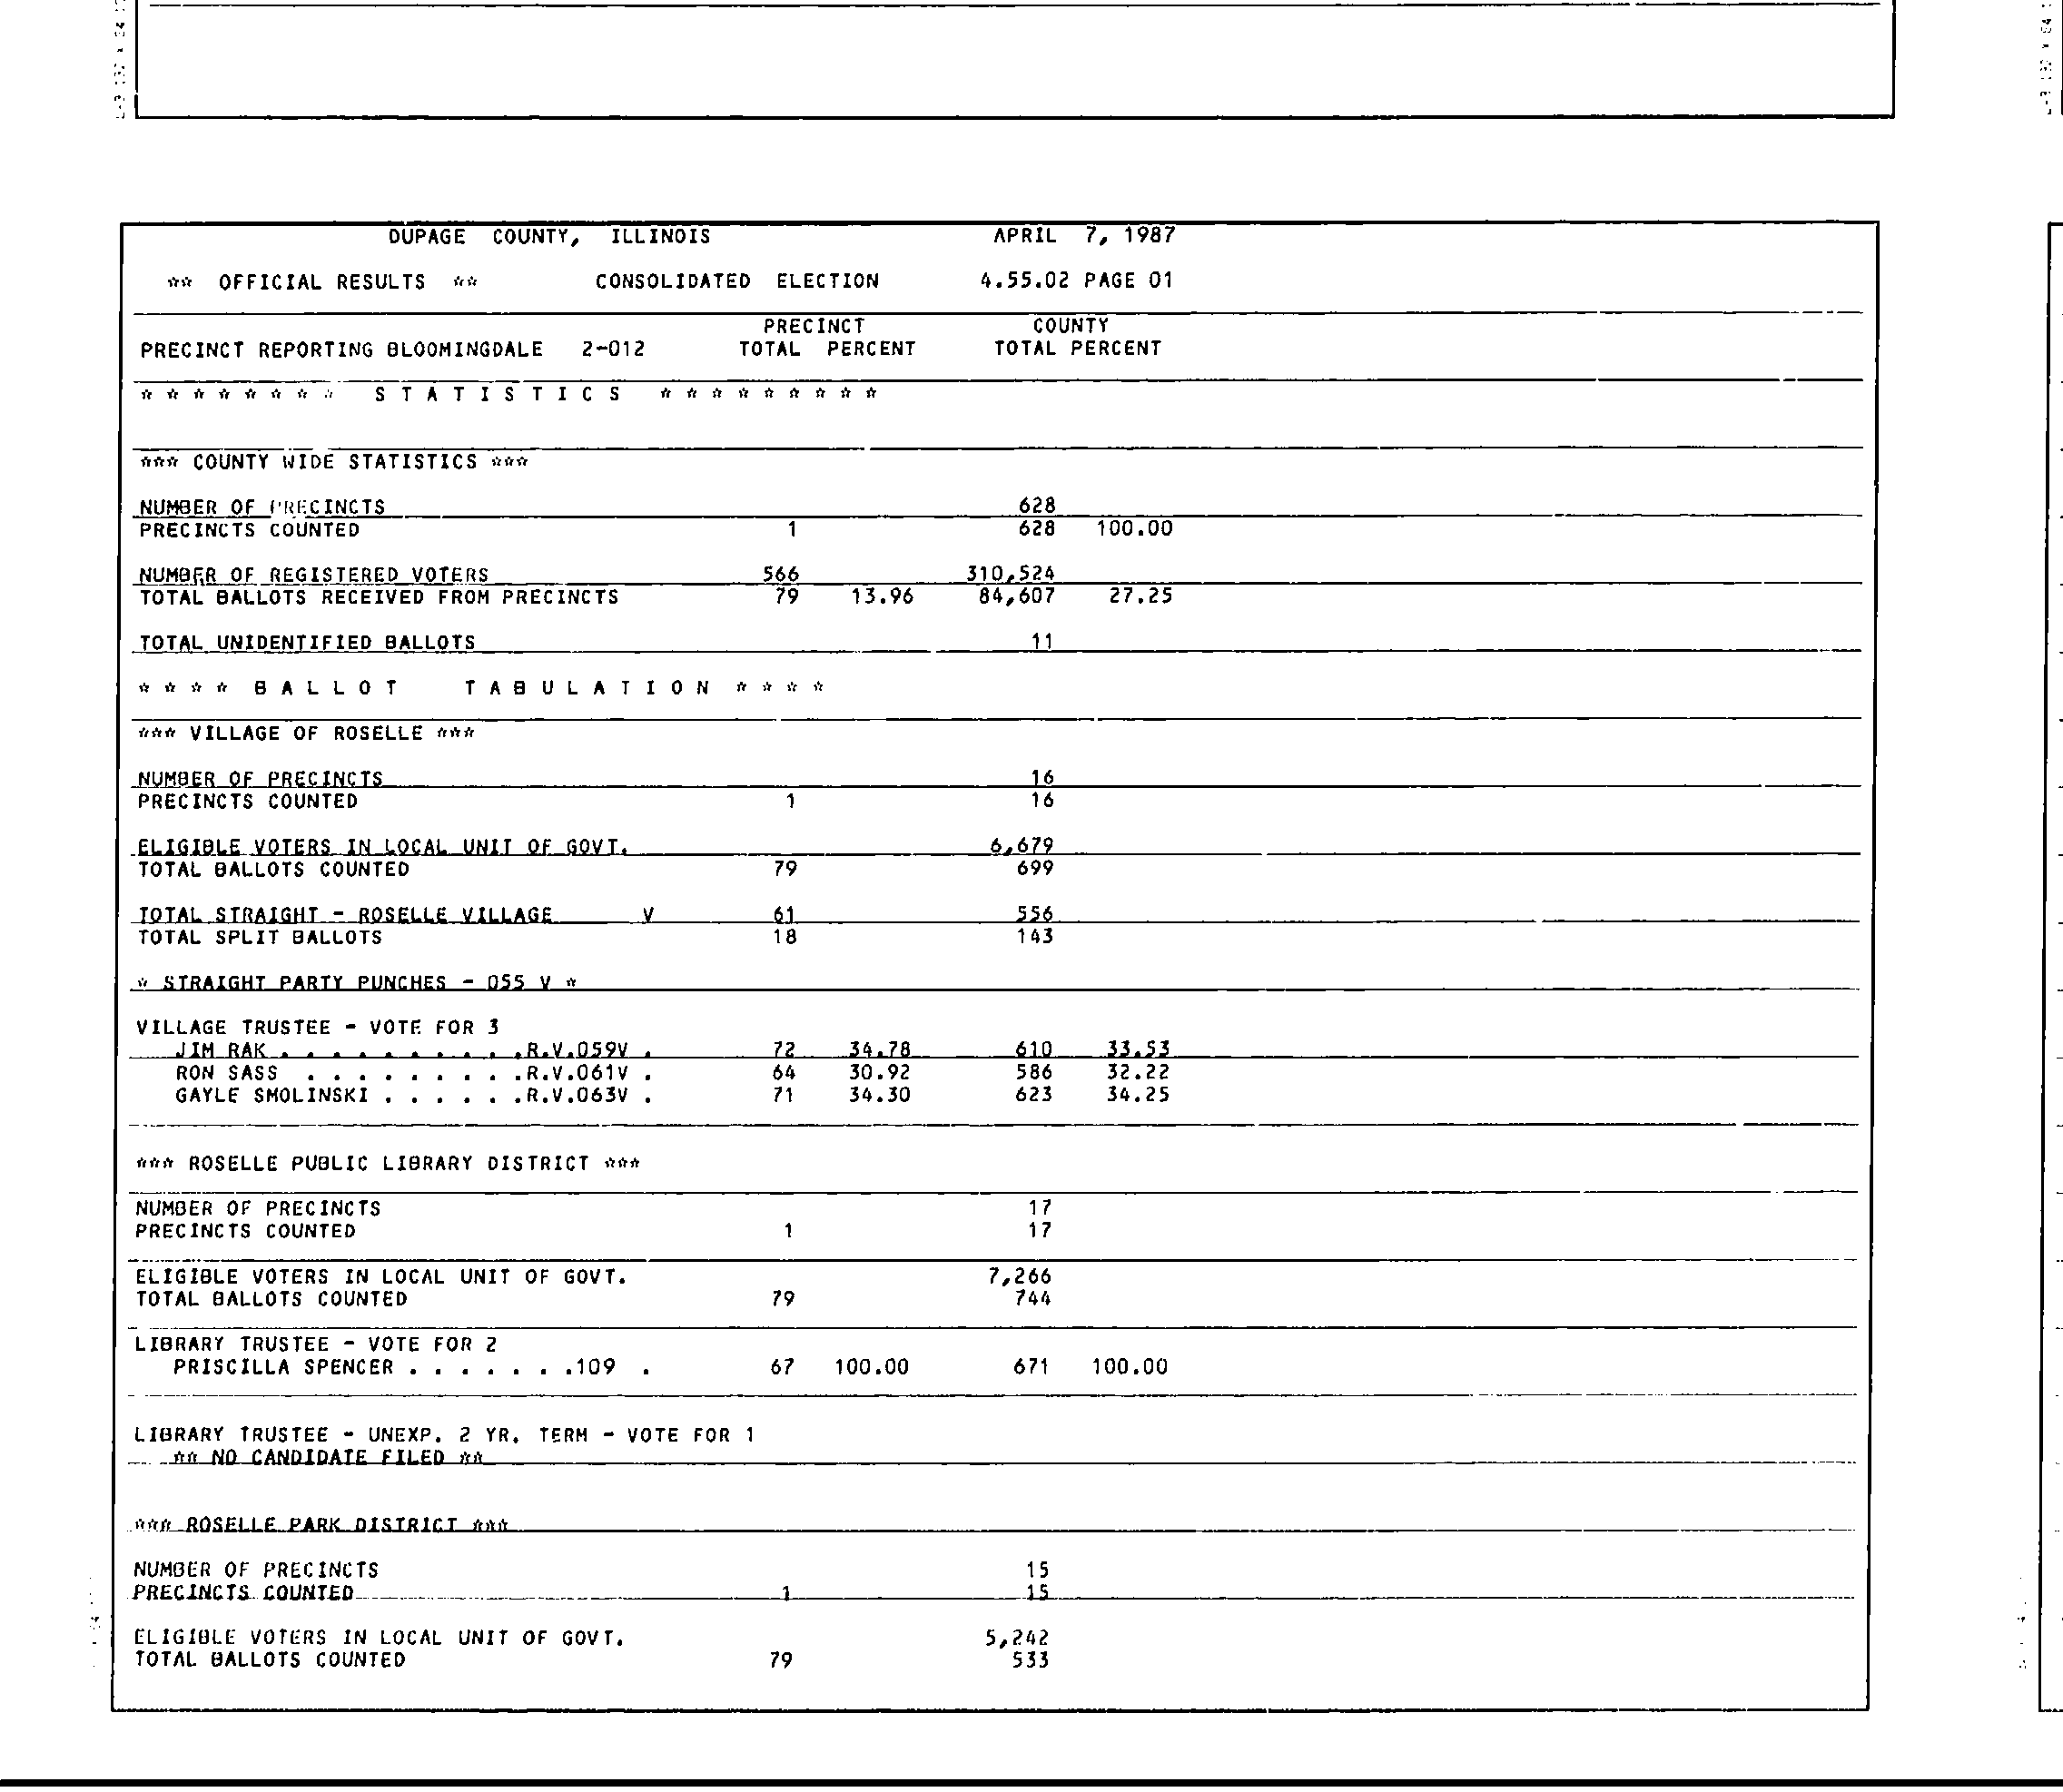 DUPAGE COUNTY, ILLINOIS APRIL 7, 1987
** OFFICIAL RESULTS ** CONSOLIDATED ELECTION 4.55.02 PAGE 01
PRECINCT COUNTY
PRECINCT REPORTING BLOOMINGDALE 2-012 TOTAL PERCENT TOTAL PERCENT
* * * * * * * * S T A T I S T I C S * * * * * * * * *
*** COUNTY WIDE STATISTICS ***
NUMBER OF PRECINCTS 628
PRECINCTS COUNTED 1 628 100.00
NUMBER OF REGISTERED VOTERS 566 310,524
TOTAL BALLOTS RECEIVED FROM PRECINCTS 79 13.96 84,607 27.25
TOTAL UNIDENTIFIED BALLOTS 11
* * * * B A L L O T T A B U L A T I O N * * * *
*** VILLAGE OF ROSELLE ***
NUMBER OF PRECINCTS 16
PRECINCTS COUNTED 1 16
ELIGIBLE VOTERS IN LOCAL UNIT OF GOVT. 6,679
TOTAL BALLOTS COUNTED 79 699
TOTAL STRAIGHT - ROSELLE VILLAGE V 61 556
TOTAL SPLIT BALLOTS 18 143
* STRAIGHT PARTY PUNCHES - 055 V *
VILLAGE TRUSTEE - VOTE FOR 3
JIM RAK . . . . . . . . . .R.V.059V . 72 34.78 610 33.53
RON SASS . . . . . . . . .R.V.061V . 64 30.92 586 32.22
GAYLE SMOLINSKI . . . . . .R.V.063V . 71 34.30 623 34.25
*** ROSELLE PUBLIC LIBRARY DISTRICT ***
NUMBER OF PRECINCTS 17
PRECINCTS COUNTED 1 17
ELIGIBLE VOTERS IN LOCAL UNIT OF GOVT. 7,266
TOTAL BALLOTS COUNTED 79 744
LIBRARY TRUSTEE - VOTE FOR 2
PRISCILLA SPENCER . . . . . . .109 . 67 100.00 671 100.00
LIBRARY TRUSTEE - UNEXP. 2 YR. TERM - VOTE FOR 1
** NO CANDIDATE FILED **
*** ROSELLE PARK DISTRICT ***
NUMBER OF PRECINCTS 15
PRECINCTS COUNTED 1 15
ELIGIBLE VOTERS IN LOCAL UNIT OF GOVT. 5,242
TOTAL BALLOTS COUNTED 79 533